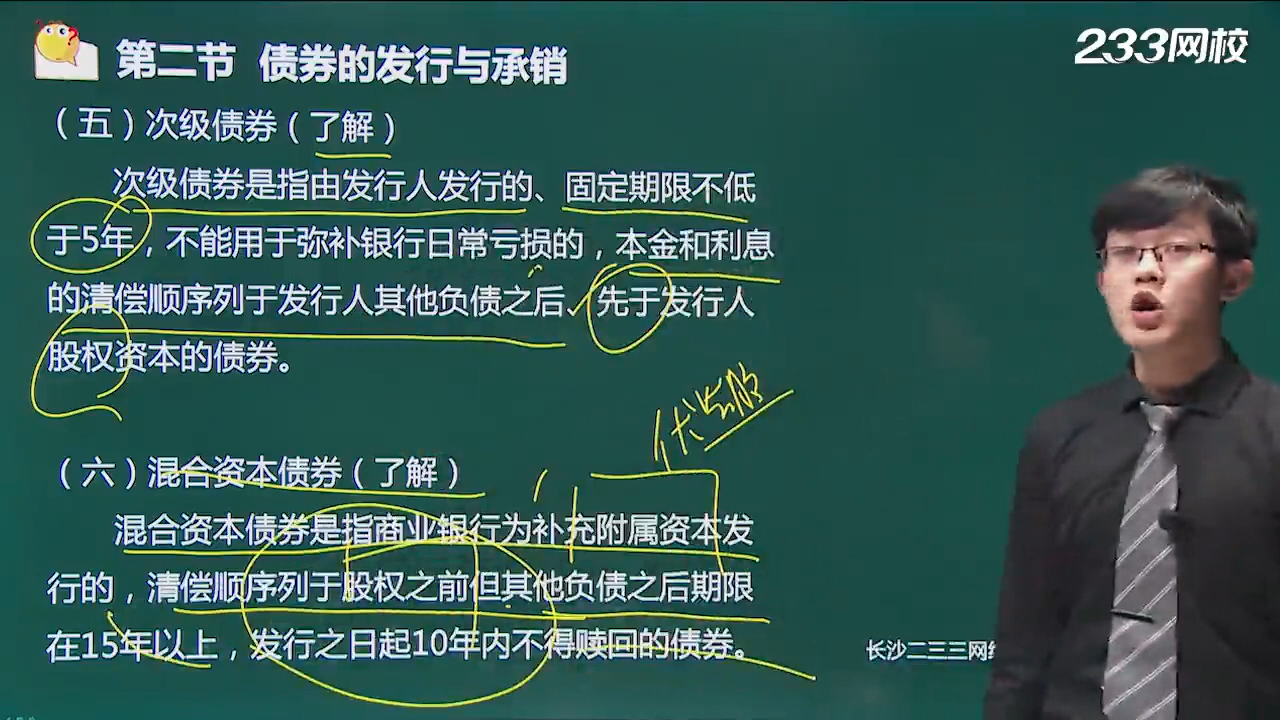 233网校
第二节 债券的发行与承销
（五）次级债券（了解）
次级债券是指由发行人发行的、固定期限不低
于5年，不能用于弥补银行日常亏损的，本金和利息
的清偿顺序列于发行人其他负债之后、先于发行人
股权资本的债券。
优先股
（六）混合资本债券（了解）
混合资本债券是指商业银行为补充附属资本发
行的，清偿顺序列于股权之前但其他负债之后期限
在15年以上，发行之日起10年内不得赎回的债券。
长沙二三三网络